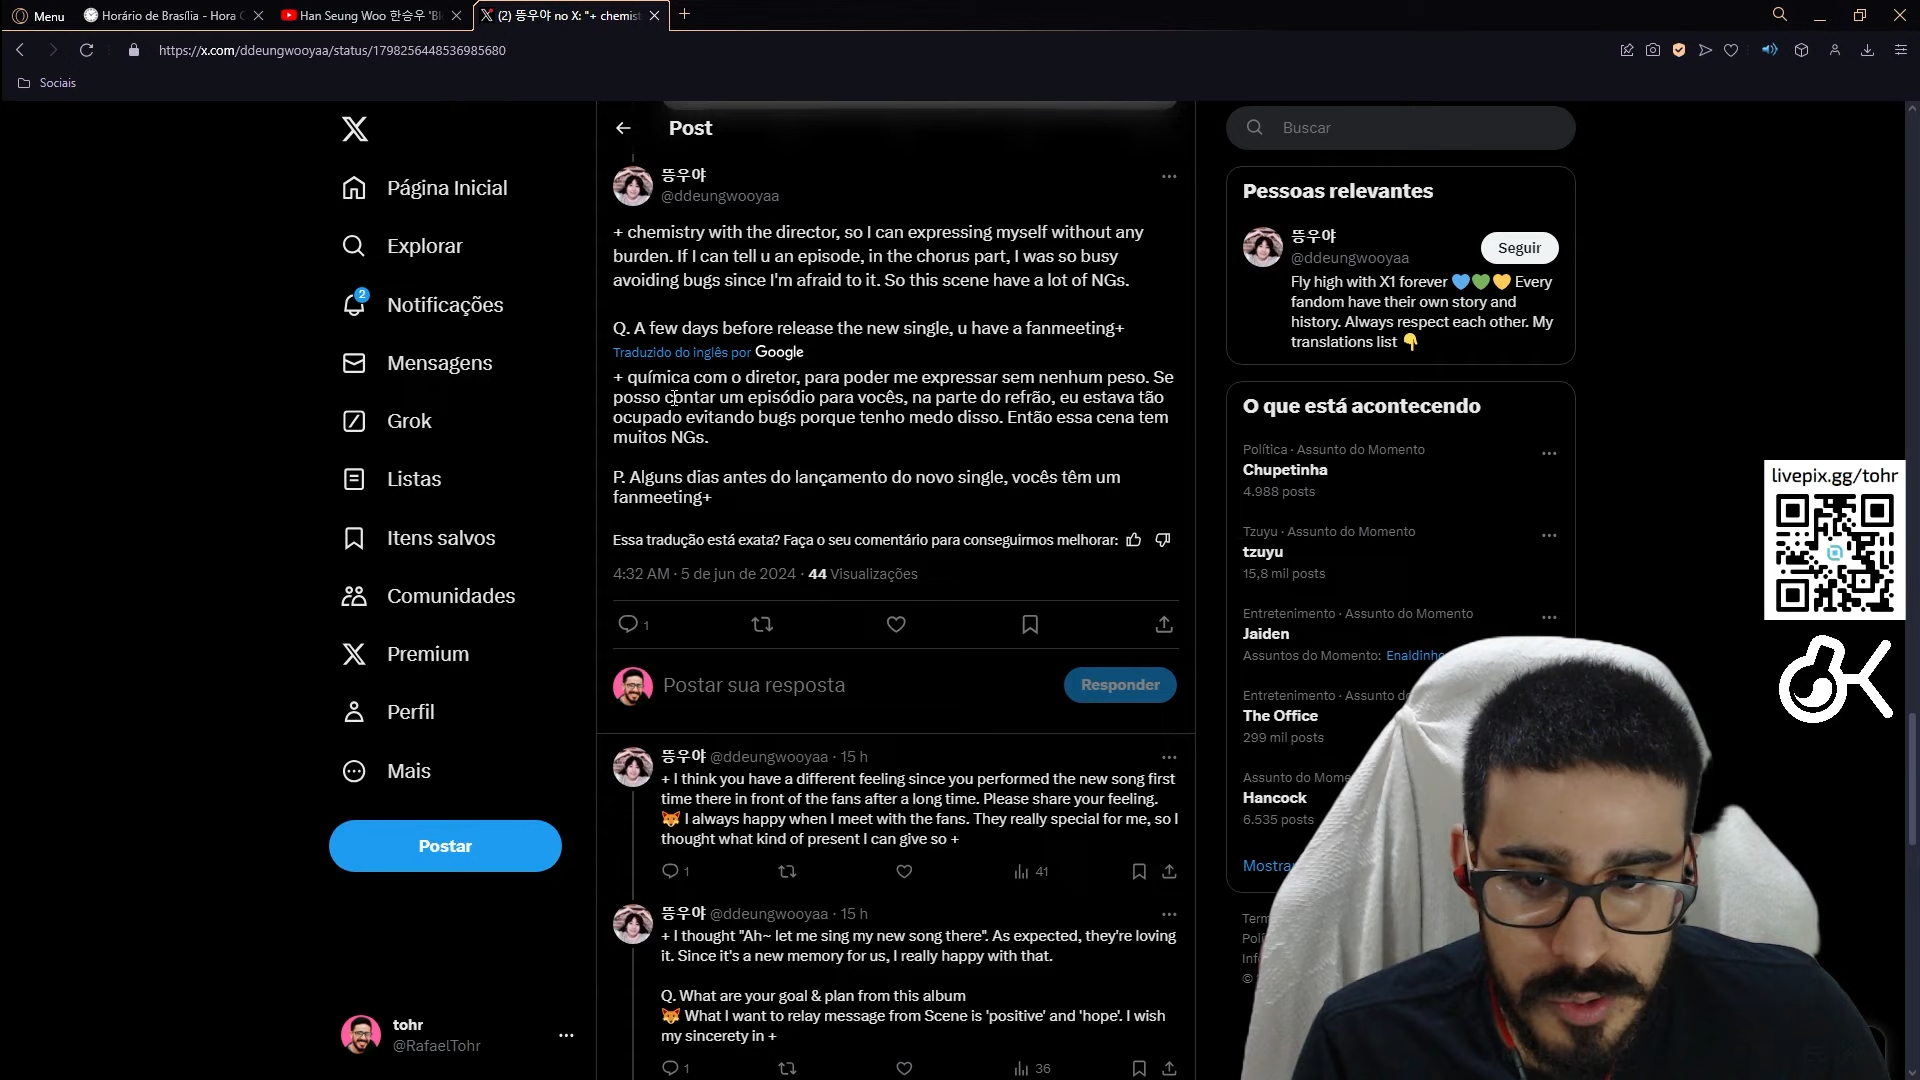 Menu
Horário de Brasília - Hora
Han Seung Woo 한승우
(2) 뚱우야 no X: "+ chemist
https://x.com/ddeungwooyaa/status/1798256448536985680
Sociais
Página Inicial
Explorar
2
Notificações
Mensagens
Grok
Listas
Itens salvos
Comunidades
Premium
Perfil
Mais
Postar
tohr
@RafaelTohr
Post
뚱우야
@ddeungwooyaa
+ chemistry with the director, so I can expressing myself without any
burden. If I can tell u an episode, in the chorus part, I was so busy
avoiding bugs since I'm afraid to it. So this scene have a lot of NGs.
Q. A few days before release the new single, u have a fanmeeting+
Traduzido do inglês por Google
+ química com o diretor, para poder me expressar sem nenhum peso. Se
posso contar um episódio para vocês, na parte do refrão, eu estava tão
ocupado evitando bugs porque tenho medo disso. Então essa cena tem
muitos NGs.
P. Alguns dias antes do lançamento do novo single, vocês têm um
fanmeeting+
Essa tradução está exata? Faça o seu comentário para conseguirmos melhorar:
4:32 AM · 5 de jun de 2024 · 44 Visualizações
1
Postar sua resposta
Responder
뚱우야 @ddeungwooyaa · 15 h
+ I think you have a different feeling since you performed the new song first
time there in front of the fans after a long time. Please share your feeling.
🦊 I always happy when I meet with the fans. They really special for me, so I
thought what kind of present I can give so +
1 41
뚱우야 @ddeungwooyaa · 15 h
+ I thought "Ah~ let me sing my new song there". As expected, they're loving
it. Since it's a new memory for us, I really happy with that.
Q. What are your goal & plan from this album
🦊 What I want to relay message from Scene is 'positive' and 'hope'. I wish
my sincerety in +
1 36
Buscar
Pessoas relevantes
뚱우야
@ddeungwooyaa
Seguir
Fly high with X1 forever 💙💚💛 Every
fandom have their own story and
history. Always respect each other. My
translations list 👇
O que está acontecendo
Política · Assunto do Momento
Chupetinha
4.988 posts
Tzuyu · Assunto do Momento
tzuyu
15,8 mil posts
Entretenimento · Assunto do Momento
Jaiden
Assuntos do Momento: Enaldinho
Entretenimento · Assunto do
The Office
299 mil posts
Assunto do Mome
Hancock
6.535 posts
Mostra
Term
Polí
©
livepix.gg/tohr